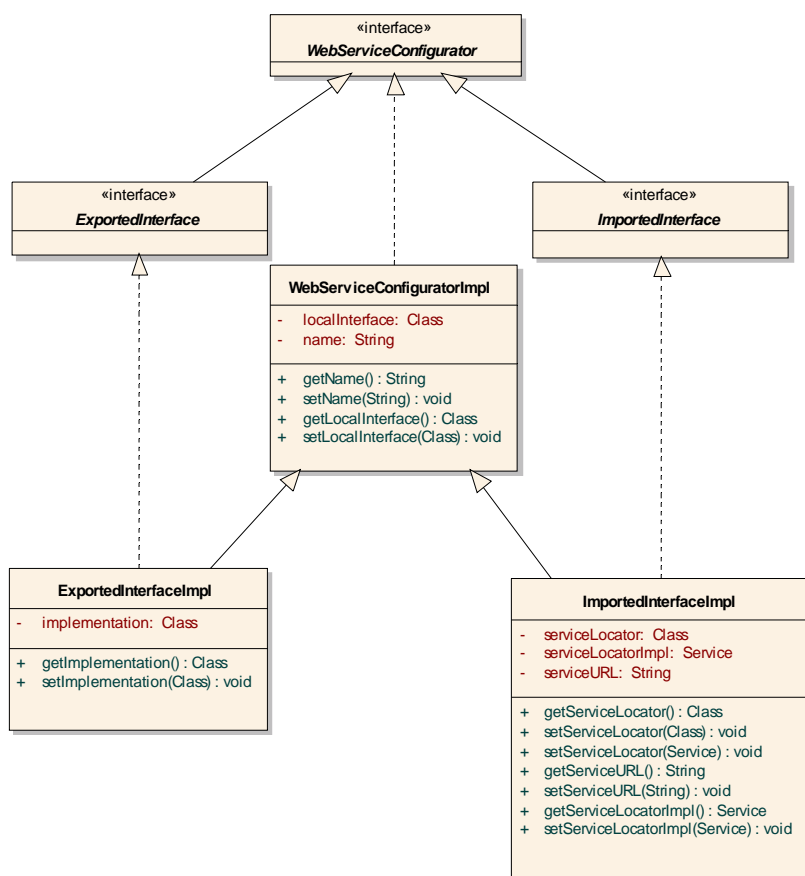 «interface»
WebServiceConfigurator
«interface»
ExportedInterface
«interface»
ImportedInterface
WebServiceConfiguratorImpl
- localInterface: Class
- name: String
+ getName() : String
+ setName(String) : void
+ getLocalInterface() : Class
+ setLocalInterface(Class) : void
ExportedInterfaceImpl
- implementation: Class
+ getImplementation() : Class
+ setImplementation(Class) : void
ImportedInterfaceImpl
- serviceLocator: Class
- serviceLocatorImpl: Service
- serviceURL: String
+ getServiceLocator() : Class
+ setServiceLocator(Class) : void
+ setServiceLocator(Service) : void
+ getServiceURL() : String
+ setServiceURL(String) : void
+ getServiceLocatorImpl() : Service
+ setServiceLocatorImpl(Service) : void